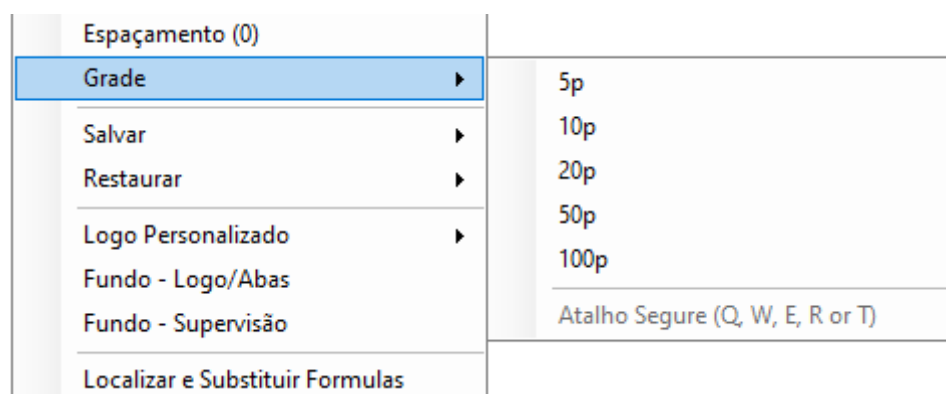 Espaçamento (0)
Grade
Salvar
Restaurar
Logo Personalizado
Fundo - Logo/Abas
Fundo - Supervisão
Localizar e Substituir Formulas
5p
10p
20p
50p
100p
Atalho Segure (Q, W, E, R or T)